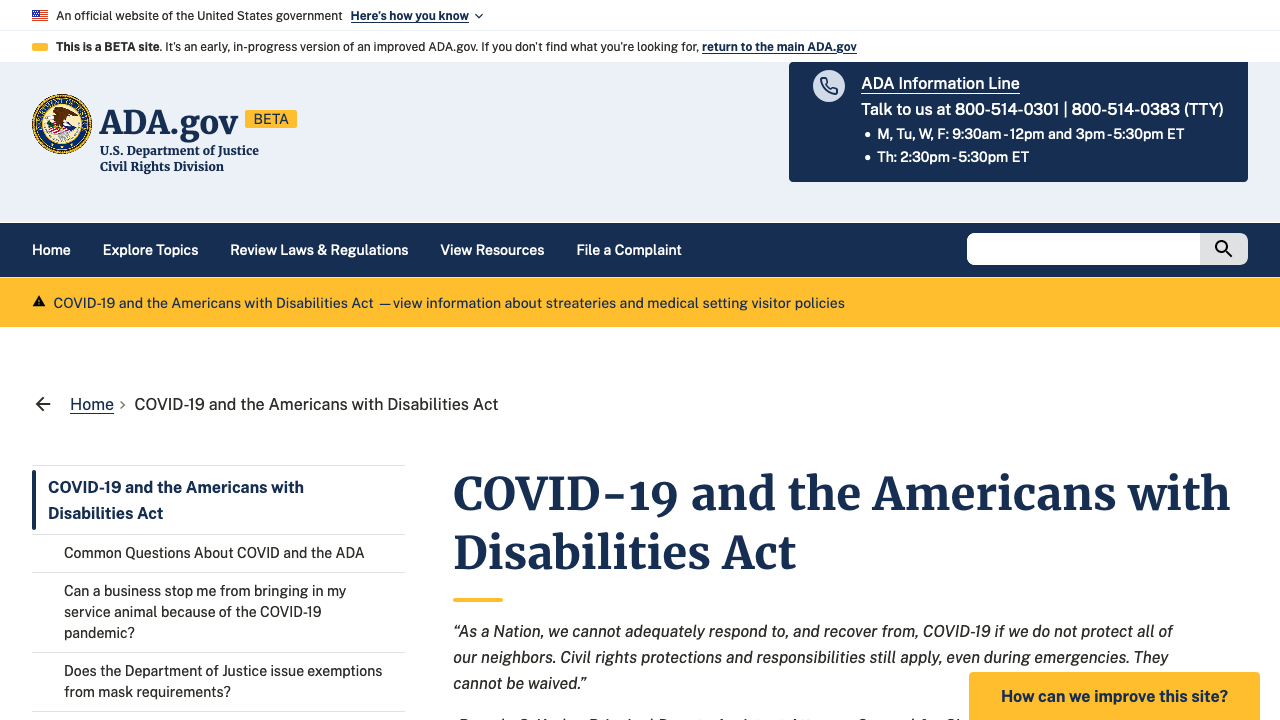 An official website of the United States government Here's how you know
This is a BETA site. It's an early, in-progress version of an improved ADA.gov. If you don't find what you're looking for, return to the main ADA.gov
ADA.gov BETA
U.S. Department of Justice
Civil Rights Division
ADA Information Line
Talk to us at 800-514-0301 | 800-514-0383 (TTY)
• M, Tu, W, F: 9:30am-12pm and 3pm-5:30pm ET
• Th: 2:30pm-5:30pm ET
Home Explore Topics Review Laws & Regulations View Resources File a Complaint
COVID-19 and the Americans with Disabilities Act —view information about streateries and medical setting visitor policies
Home > COVID-19 and the Americans with Disabilities Act
COVID-19 and the Americans with
Disabilities Act
Common Questions About COVID and the ADA
Can a business stop me from bringing in my
service animal because of the COVID-19
pandemic?
Does the Department of Justice issue exemptions
from mask requirements?
COVID-19 and the Americans with
Disabilities Act
“As a Nation, we cannot adequately respond to, and recover from, COVID-19 if we do not protect all of
our neighbors. Civil rights protections and responsibilities still apply, even during emergencies. They
cannot be waived.”
How can we improve this site?